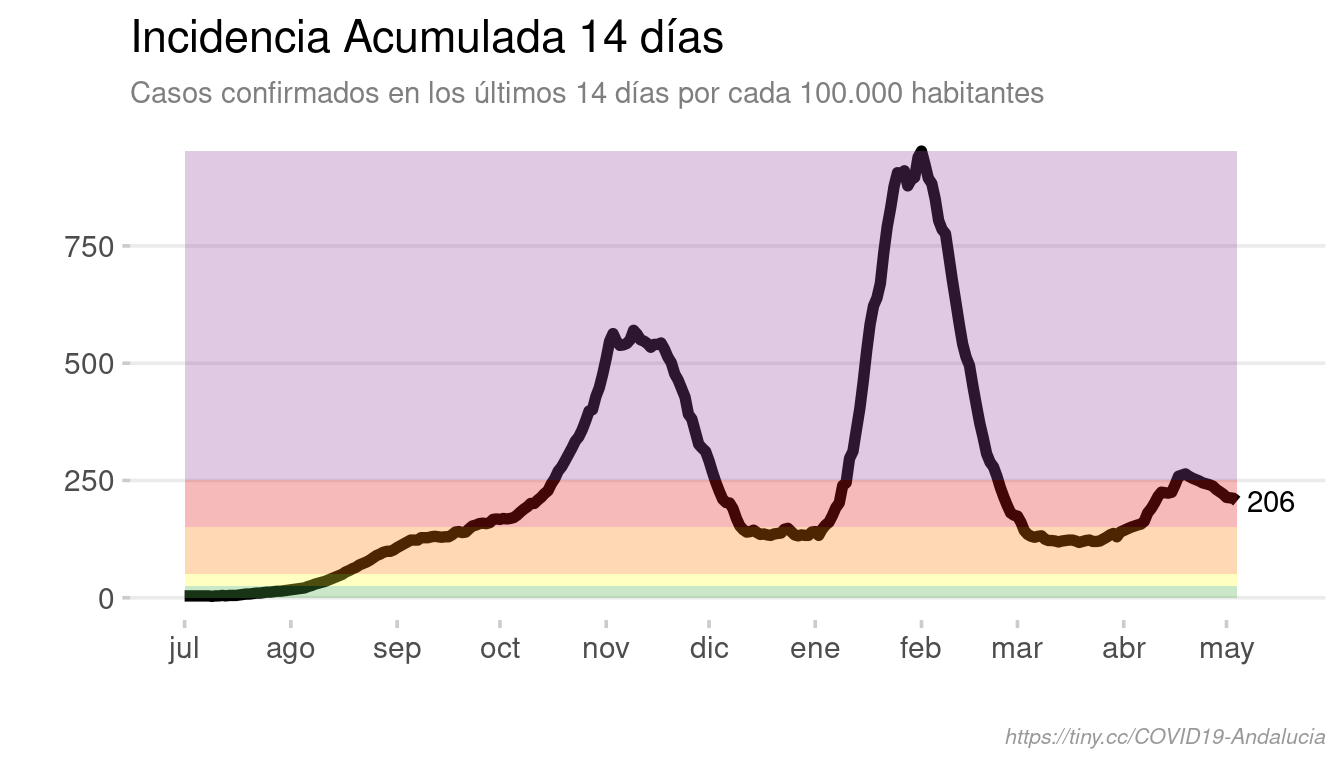 Incidencia Acumulada 14 días
Casos confirmados en los últimos 14 días por cada 100.000 habitantes
750
500
250
206
0
jul ago sep oct nov dic ene feb mar abr may
https://tiny.cc/COVID19-Andalucia